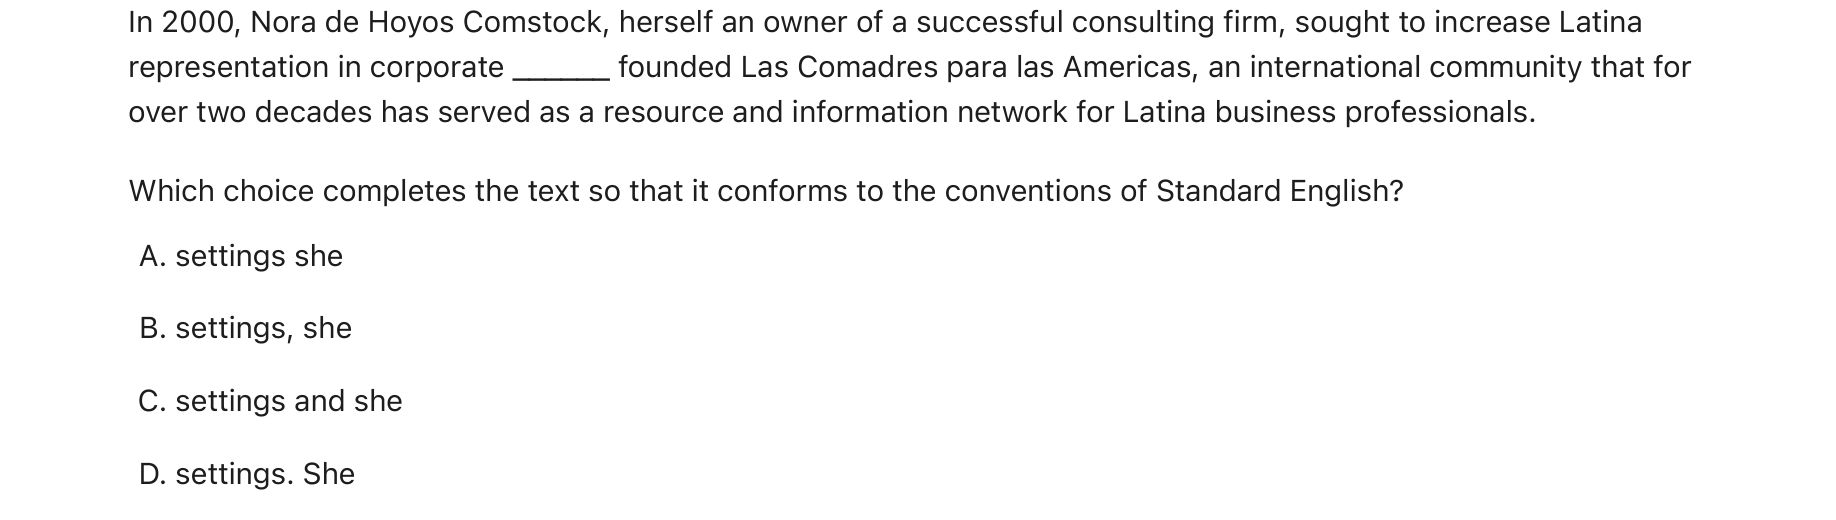 In 2000, Nora de Hoyos Comstock, herself an owner of a successful consulting firm, sought to increase Latina
representation in corporate ______ founded Las Comadres para las Americas, an international community that for
over two decades has served as a resource and information network for Latina business professionals.
Which choice completes the text so that it conforms to the conventions of Standard English?
A. settings she
B. settings, she
C. settings and she
D. settings. She